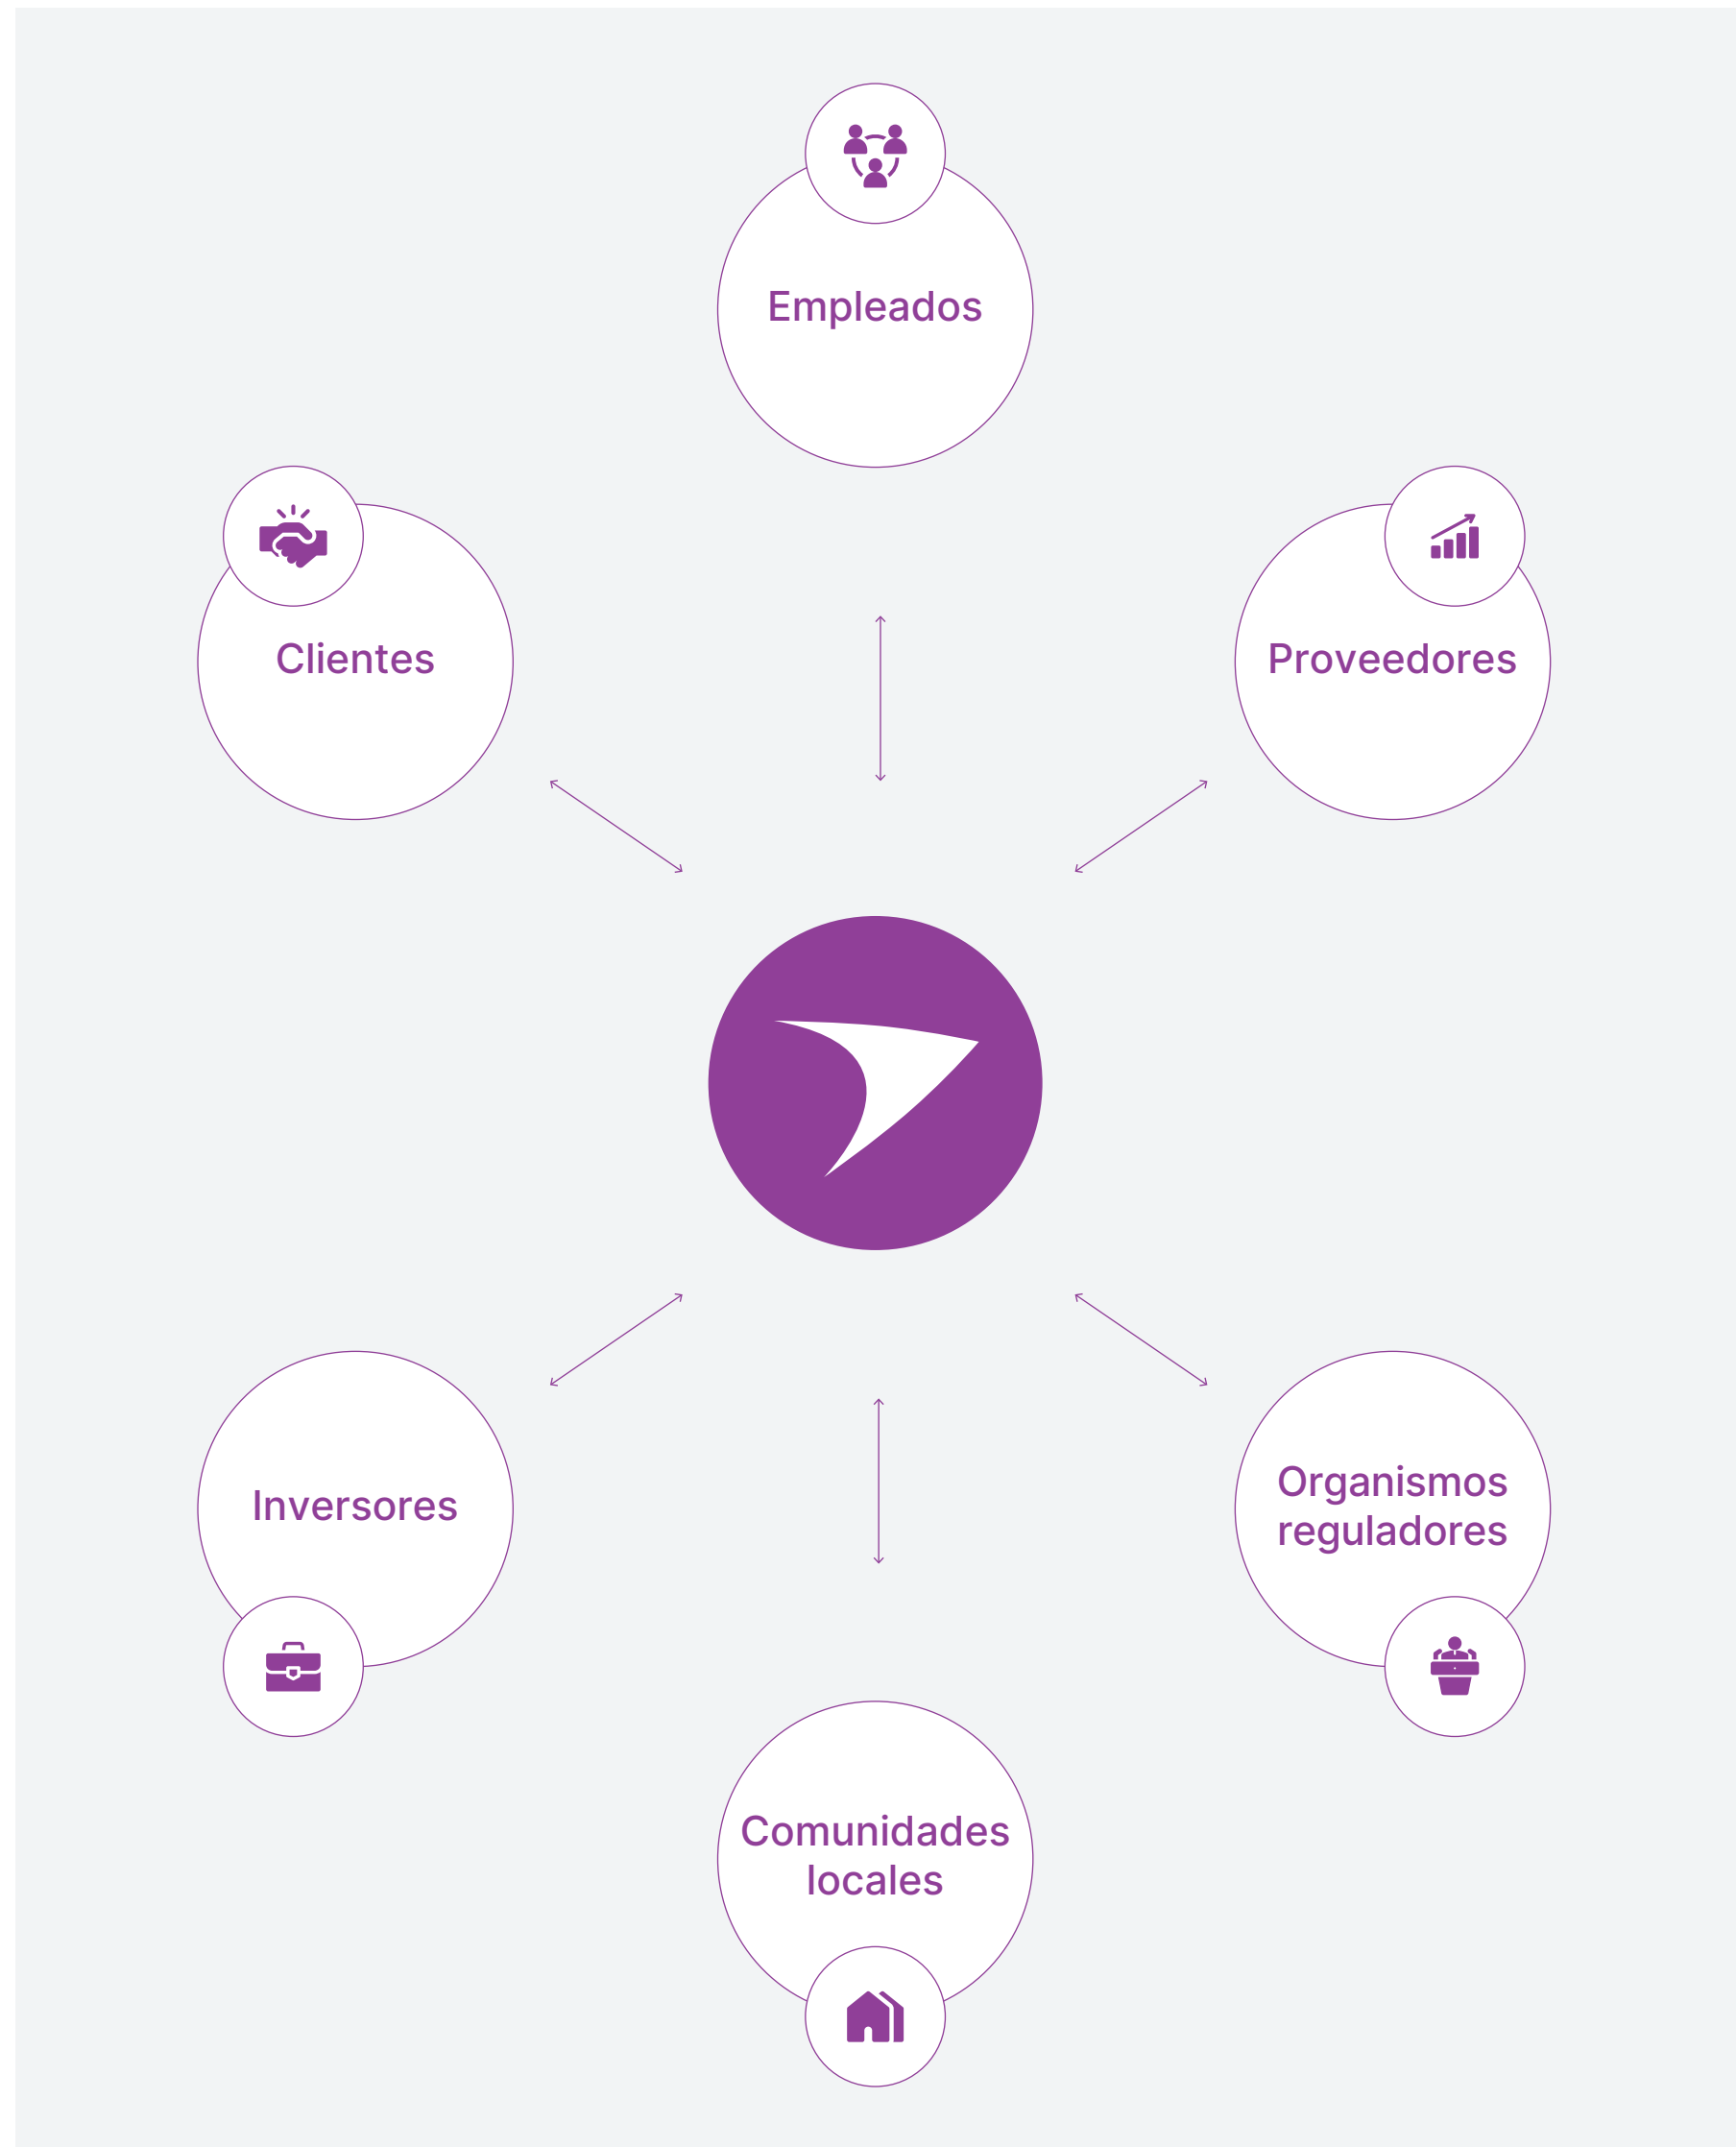 Empleados
Clientes
Proveedores
Inversores
Organismos
reguladores
Comunidades
locales